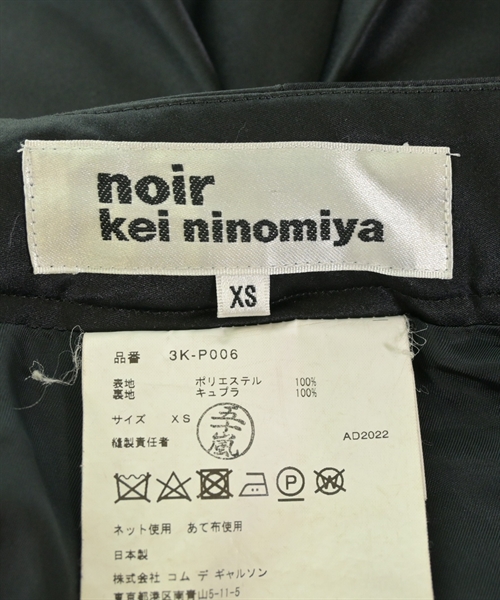 noir
kei ninomiya
XS
品番 3K-P006
表地 ポリエステル 100%
裏地 キュプラ 100%
サイズ XS
縫製責任者 五十嵐
AD2022
P W
ネット使用 あて布使用
日本製
株式会社 コム デ ギャルソン
東京都港区南青山5-11-5